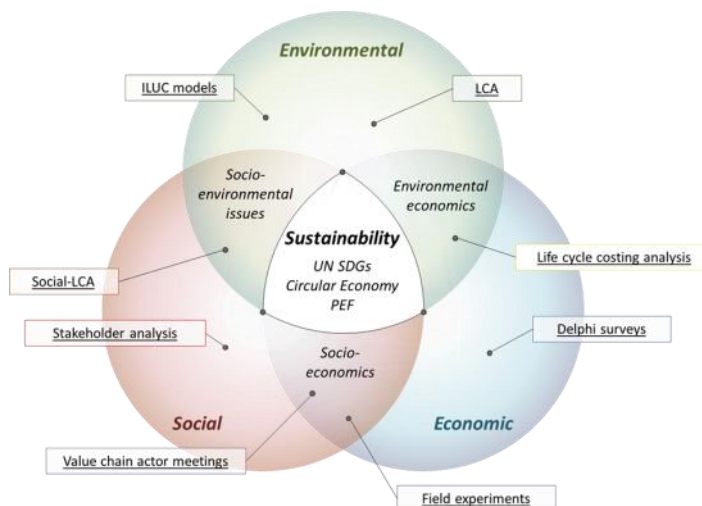 Environmental
ILUC models
LCA
Socio-
environmental
issues
Environmental
economics
Sustainability
UN SDGs
Circular Economy
PEF
Life cycle costing analysis
Social-LCA
Stakeholder analysis
Delphi surveys
Socio-
economics
Social
Economic
Value chain actor meetings
Field experiments